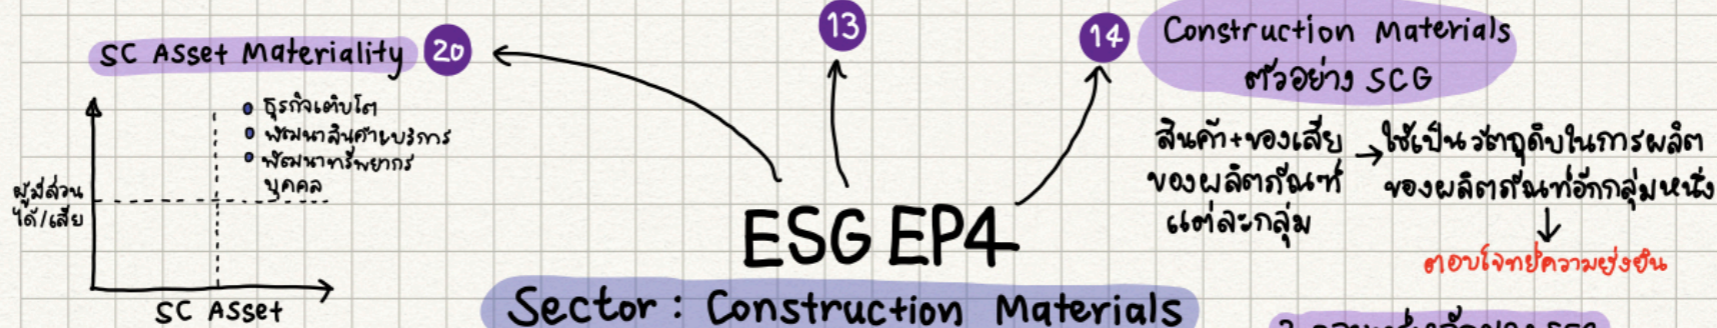 SC Asset Materiality 20
ธุรกิจเติบโต
พัฒนาสินค้า&บริการ
พัฒนาทรัพยากร
บุคคล
ผู้มีส่วน
ได้/เสีย
SC Asset
13
14 Construction Materials
ตัวอย่าง SCG
สินค้า+ของเสีย
ของผลิตภัณฑ์
แต่ละกลุ่ม
→ ใช้เป็นวัตถุดิบในการผลิต
ของผลิตภัณฑ์อีกกลุ่มหนึ่ง
ตอบโจทย์ความยั่งยืน
ESG EP4
Sector: Construction Materials